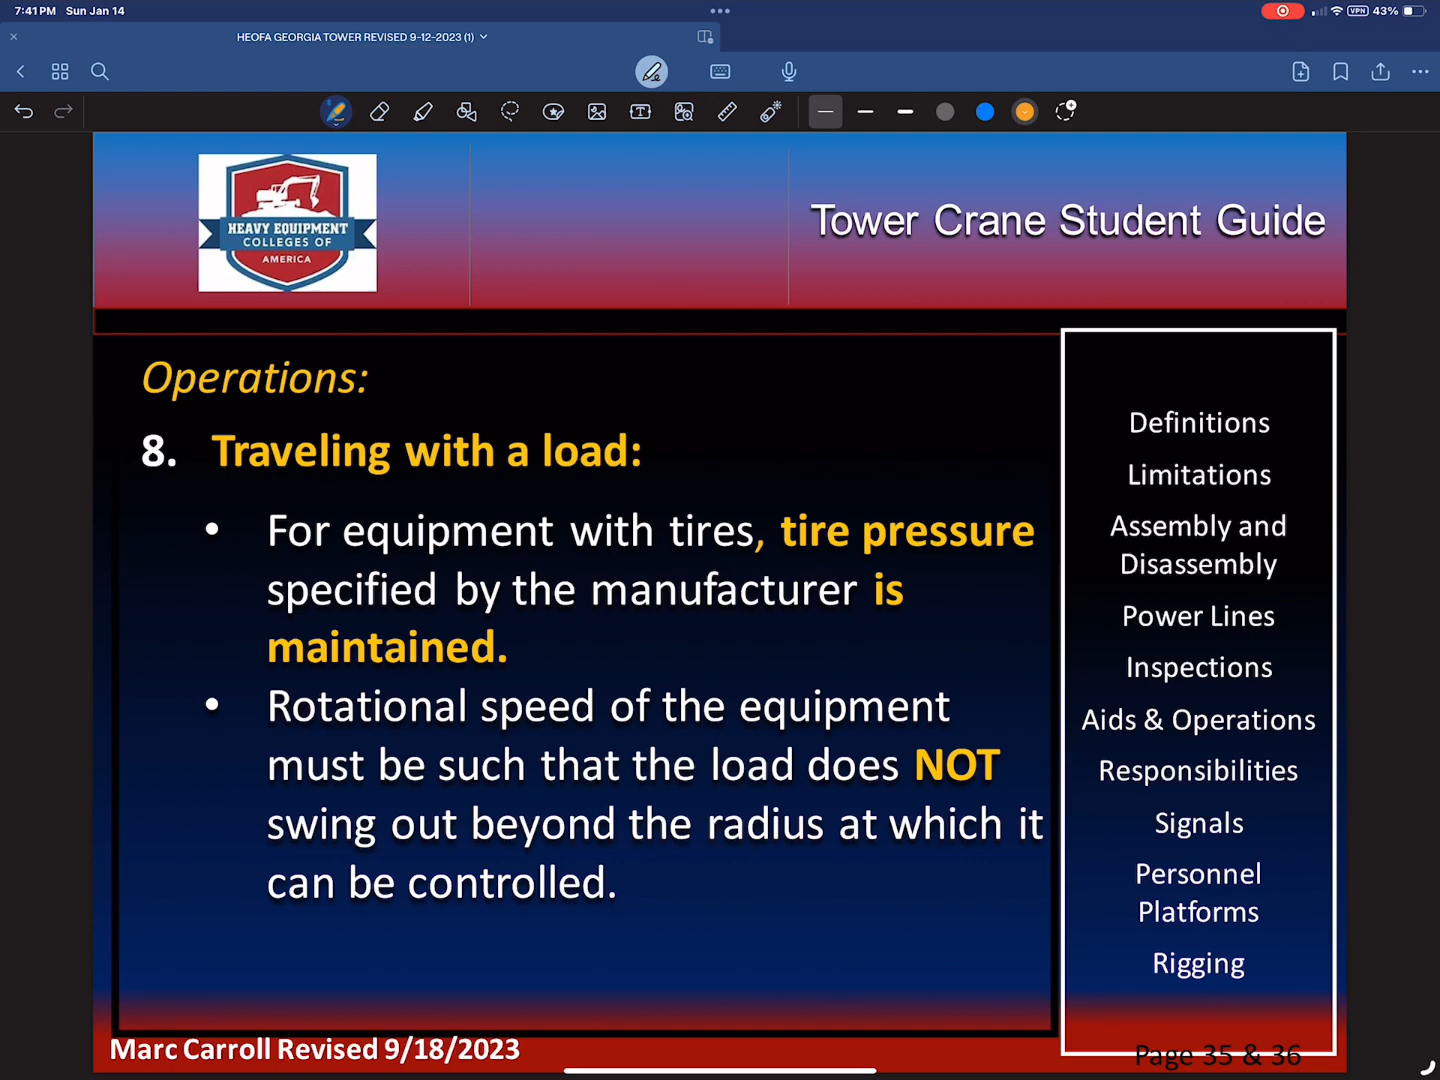 7:41 PM Sun Jan 14
VPN 43%
HEOFA GEORGIA TOWER REVISED 9-12-2023 (1)
HEAVY EQUIPMENT
COLLEGES OF
AMERICA
Tower Crane Student Guide
Operations:
8. Traveling with a load:
• For equipment with tires, tire pressure
specified by the manufacturer is
maintained.
• Rotational speed of the equipment
must be such that the load does NOT
swing out beyond the radius at which it
can be controlled.
Definitions
Limitations
Assembly and
Disassembly
Power Lines
Inspections
Aids & Operations
Responsibilities
Signals
Personnel
Platforms
Rigging
Marc Carroll Revised 9/18/2023
Page 35 & 36